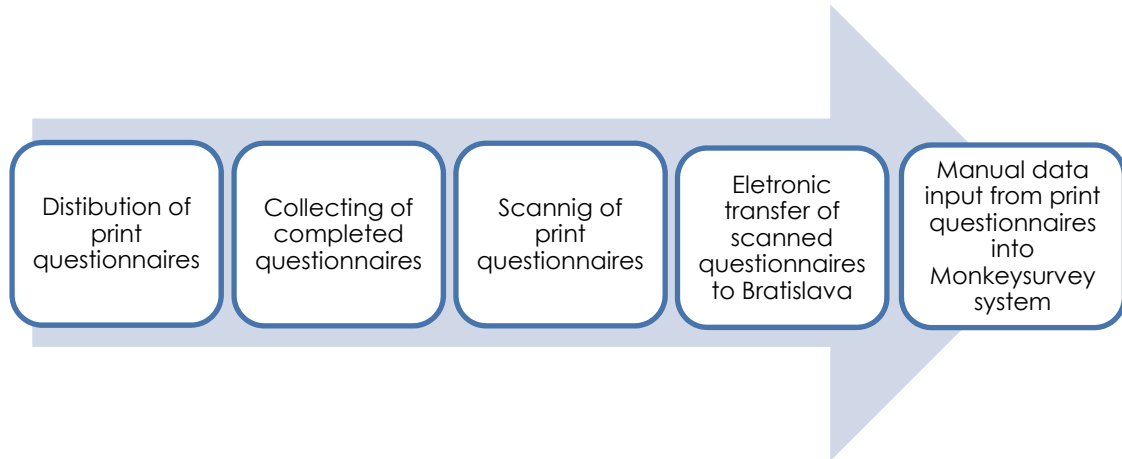 Distibution of
print
questionnaires
Collecting of
completed
questionnaires
Scannig of
print
questionnaires
Eletronic
transfer of
scanned
questionnaires
to Bratislava
Manual data
input from print
questionnaires
into
Monkeysurvey
system